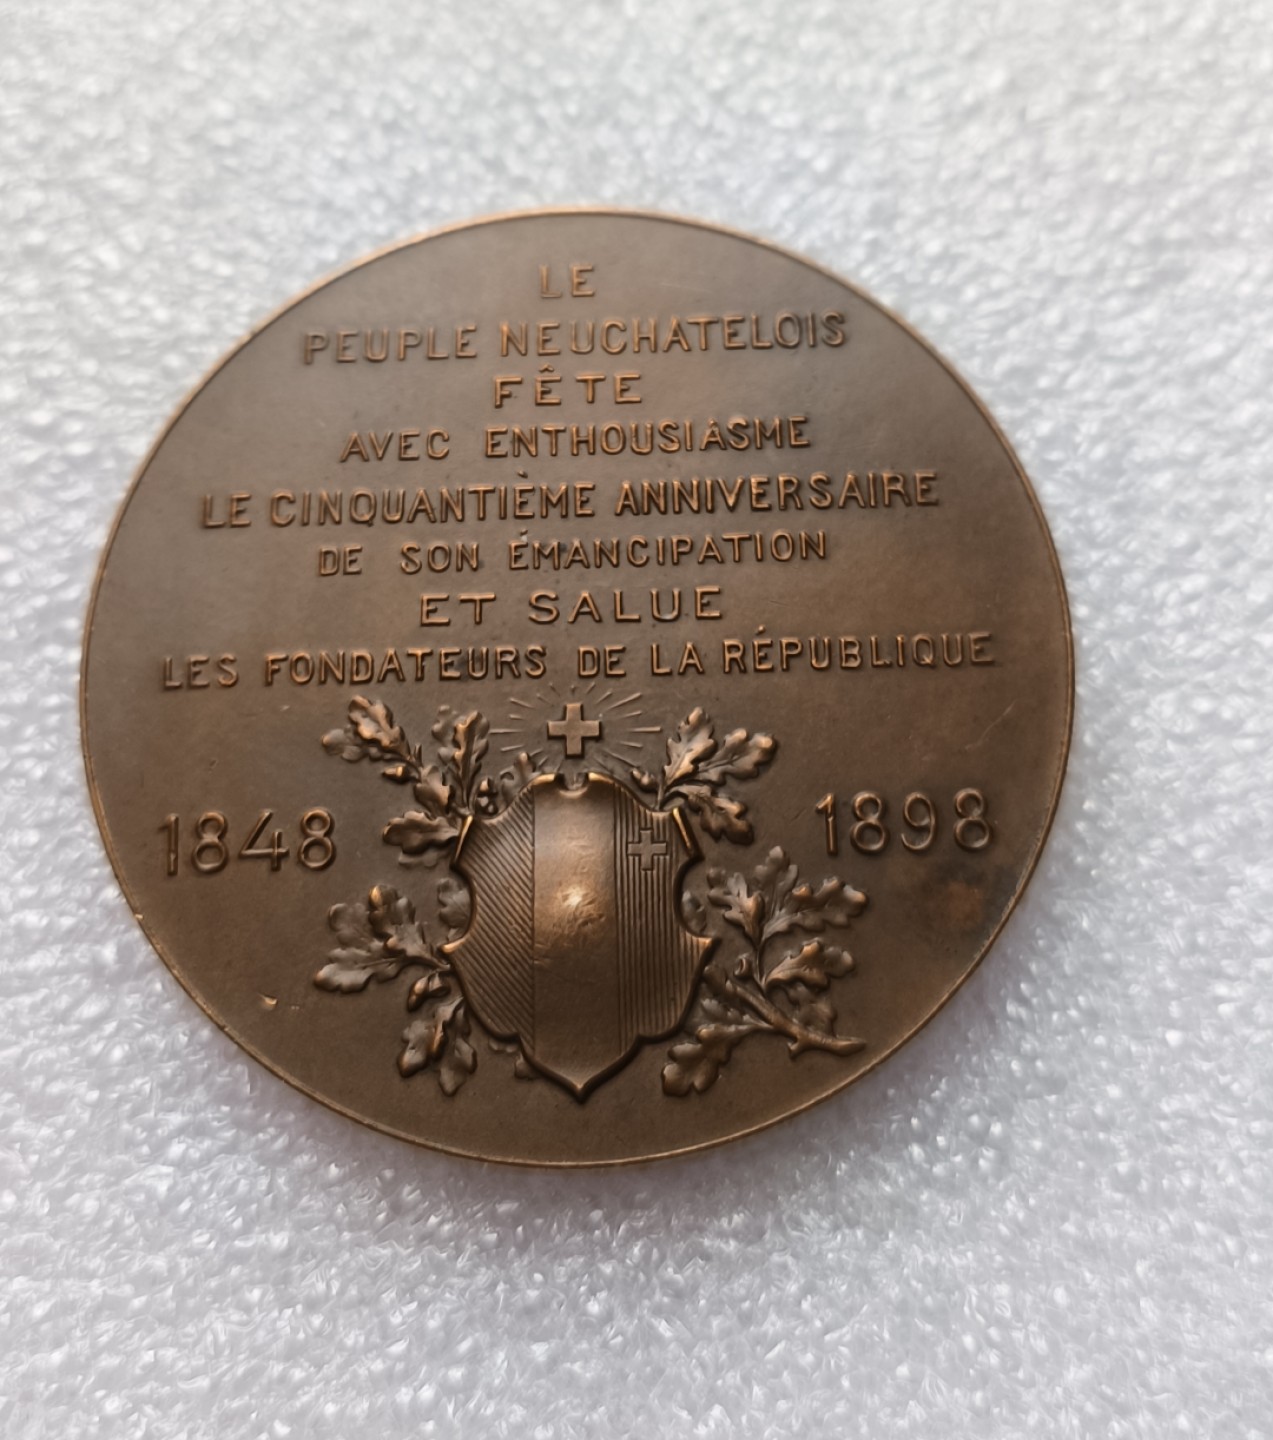 LE
PEUPLE NEUCHATELOIS
FÊTE
AVEC ENTHOUSIASME
LE CINQUANTIÈME ANNIVERSAIRE
DE SON ÉMANCIPATION
ET SALUE
LES FONDATEURS DE LA RÉPUBLIQUE
1848 1898